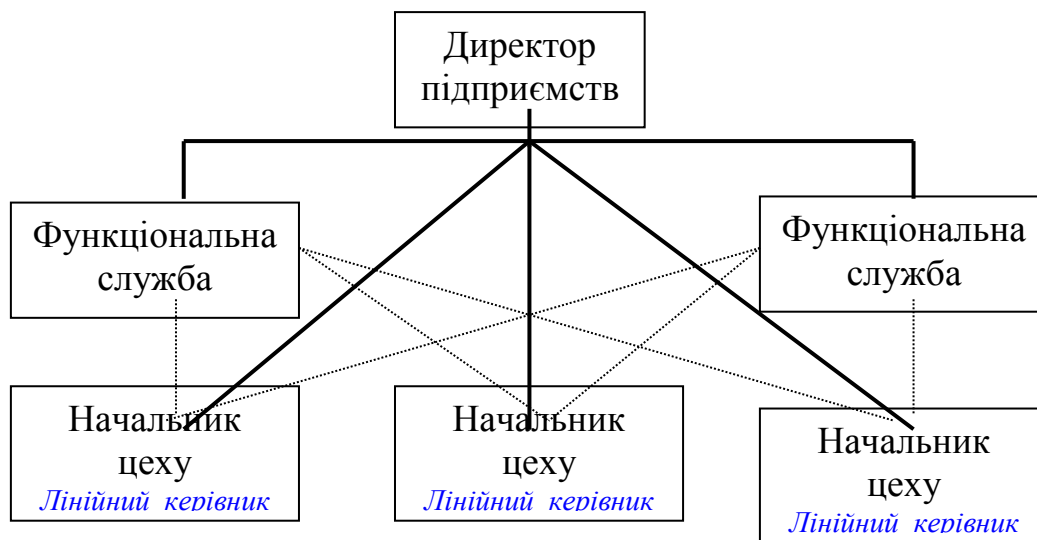 Директор
підприємств
Функціональна
служба
Функціональна
служба
Начальник
цеху
Лінійний керівник
Начальник
цеху
Лінійний керівник
Начальник
цеху
Лінійний керівник